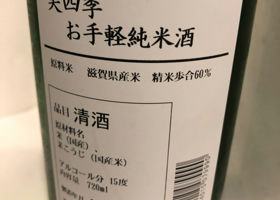 天四季
お手軽純米酒
原料米　滋賀県産米　精米歩合60%
品目 清酒
原材料名
米（国産）、
米こうじ（国産米）
アルコール分 15度
内容量 720ml